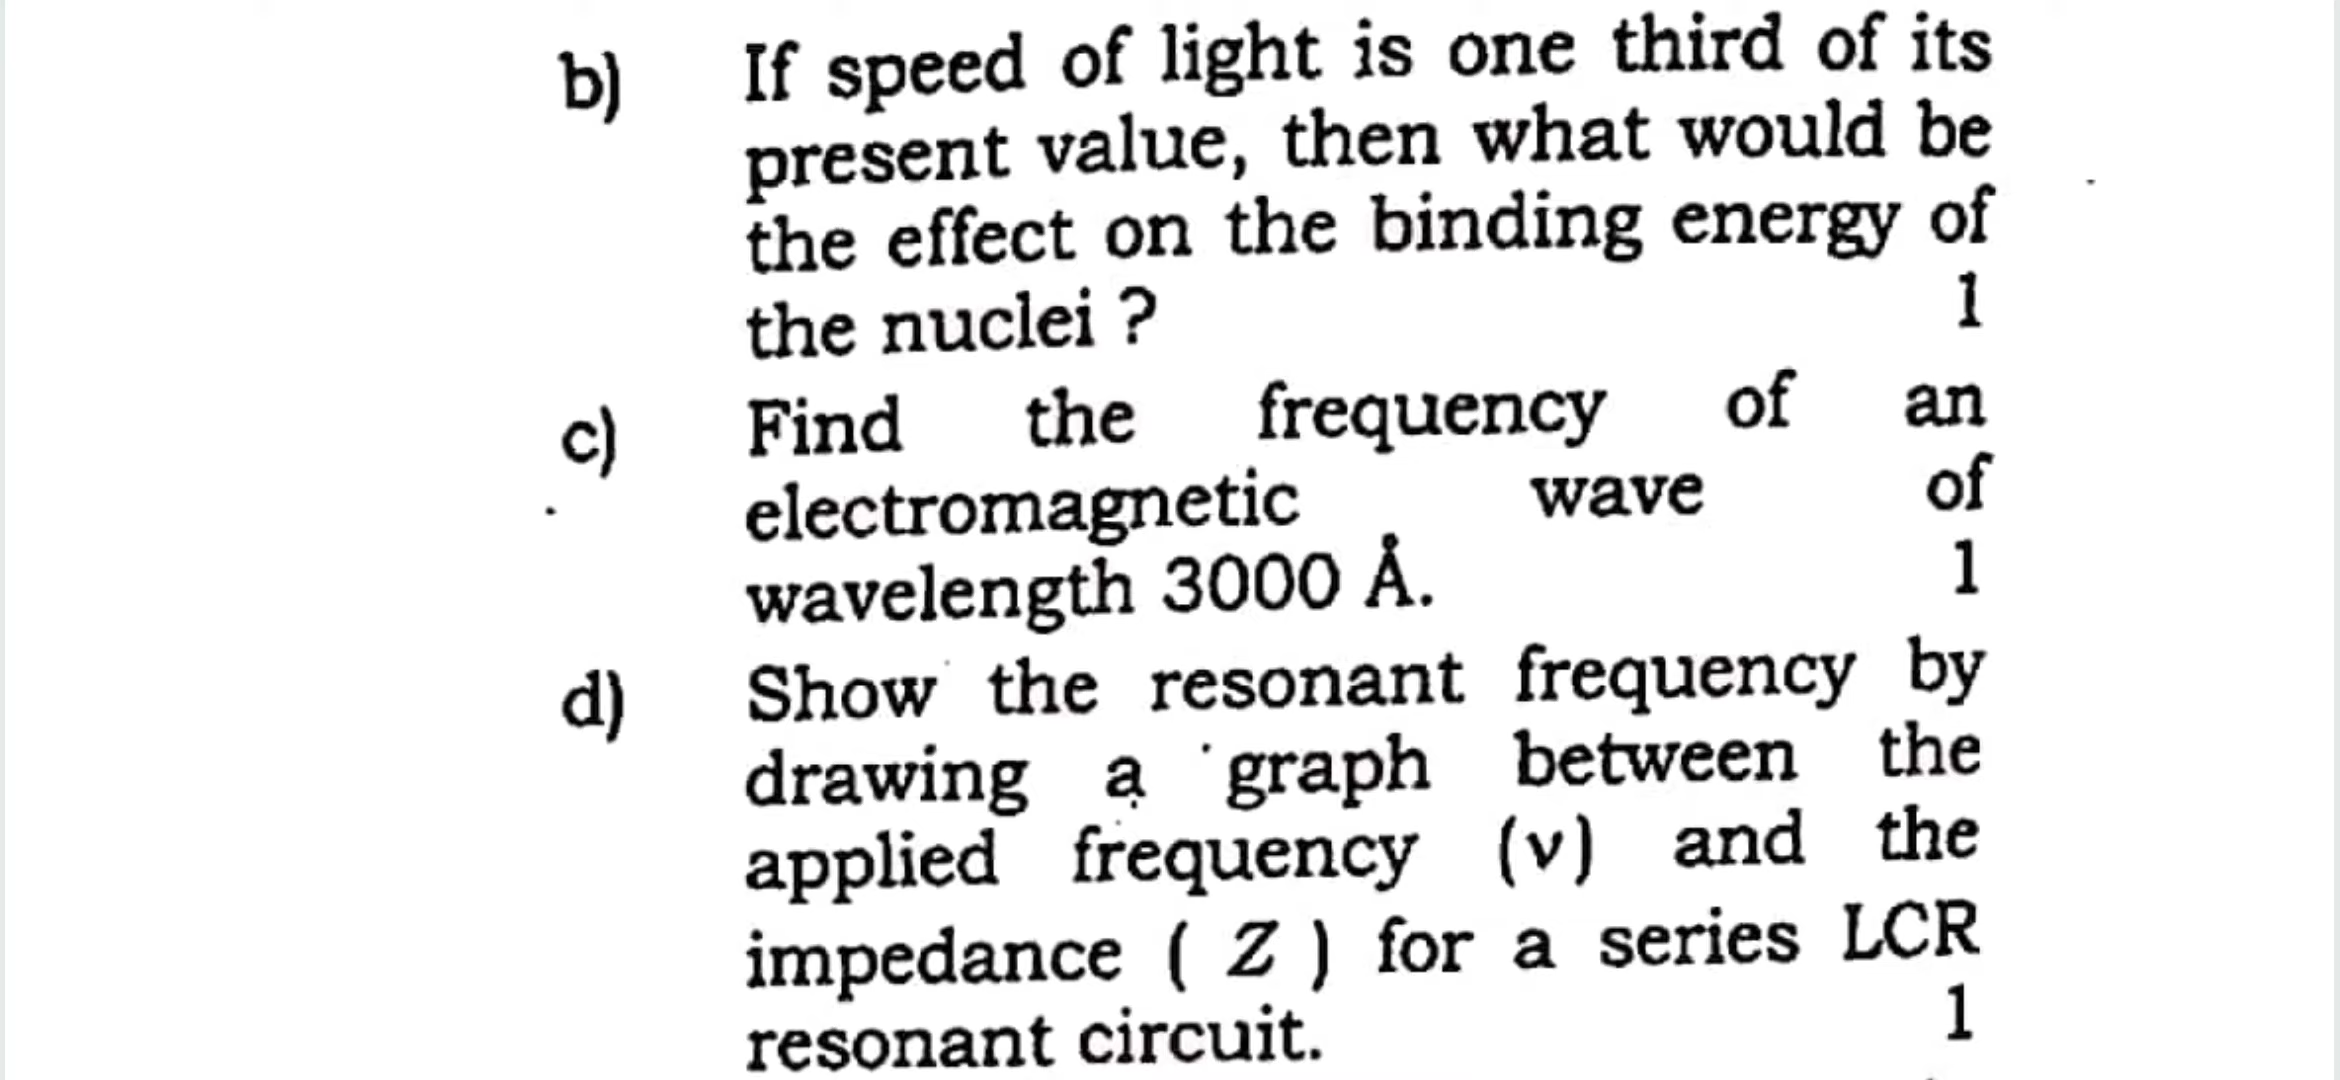 b) If speed of light is one third of its
present value, then what would be
the effect on the binding energy of
the nuclei ? 1
c) Find the frequency of an
electromagnetic wave of
wavelength 3000 Å. 1
d) Show the resonant frequency by
drawing a graph between the
applied frequency (ν) and the
impedance ( Z ) for a series LCR
resonant circuit. 1